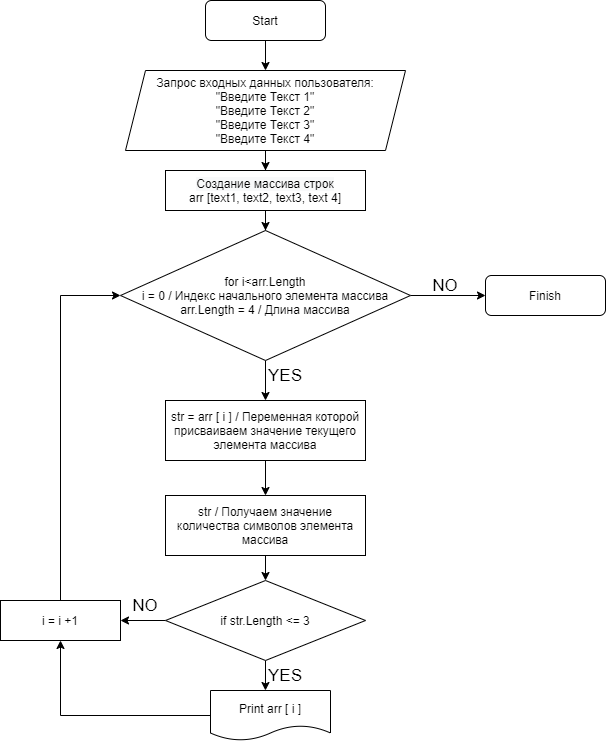 Start
Запрос входных данных пользователя:
"Введите Текст 1"
"Введите Текст 2"
"Введите Текст 3"
"Введите Текст 4"
Создание массива строк
arr [text1, text2, text3, text 4]
for i<arr.Length
i = 0 / Индекс начального элемента массива
arr.Length = 4 / Длина массива
NO
Finish
YES
str = arr [ i ] / Переменная которой
присваиваем значение текущего
элемента массива
str / Получаем значение
количества символов элемента
массива
if str.Length <= 3
NO
i = i +1
YES
Print arr [ i ]